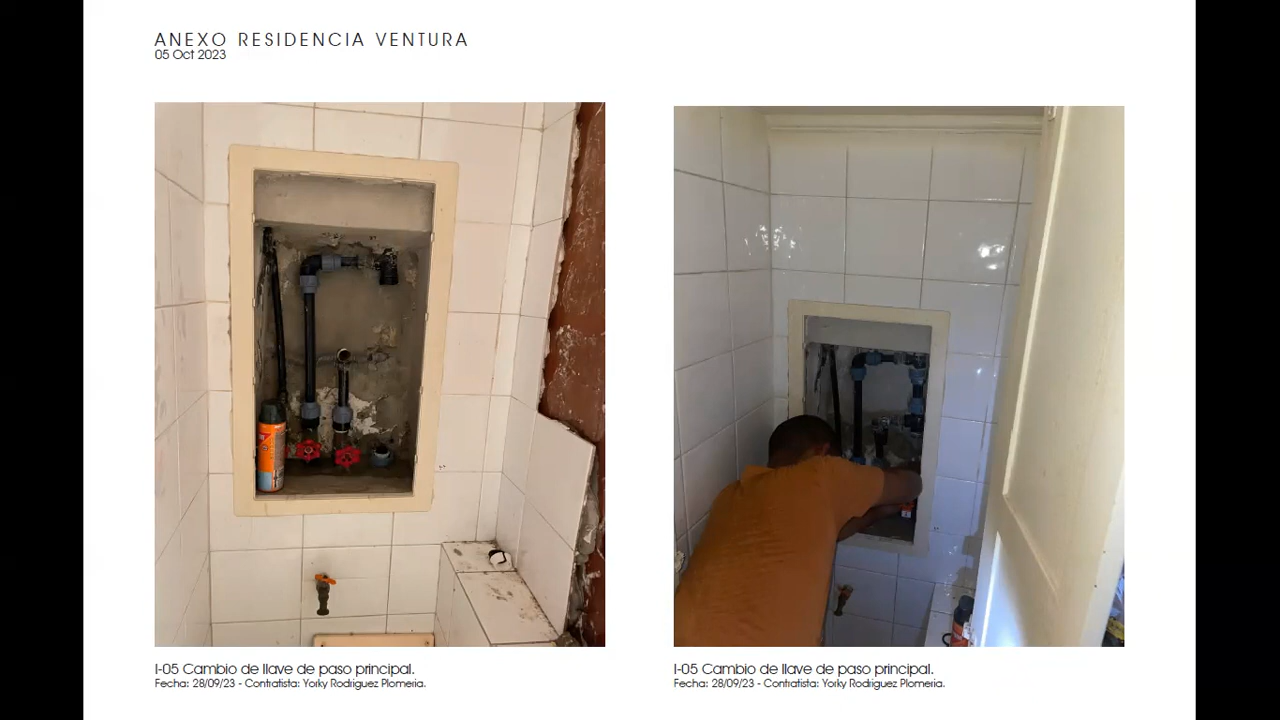 ANEXO RESIDENCIA VENTURA
05 Oct 2023
I-05 Cambio de llave de paso principal.
Fecha: 28/09/23 - Contratista: Yorky Rodriguez Plomeria.
I-05 Cambio de llave de paso principal.
Fecha: 28/09/23 - Contratista: Yorky Rodriguez Plomeria.